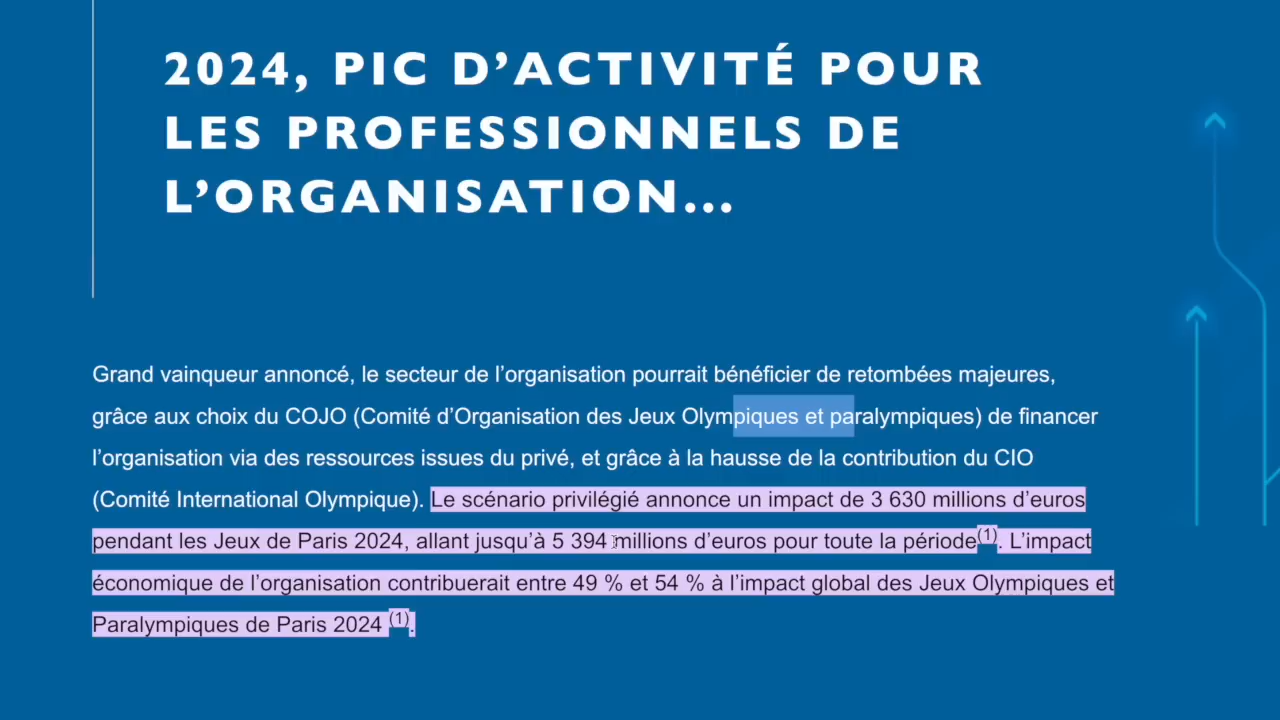 2024, PIC D’ACTIVITÉ POUR
LES PROFESSIONNELS DE
L’ORGANISATION...
Grand vainqueur annoncé, le secteur de l’organisation pourrait bénéficier de retombées majeures,
grâce aux choix du COJO (Comité d’Organisation des Jeux Olympiques et paralympiques) de financer
l’organisation via des ressources issues du privé, et grâce à la hausse de la contribution du CIO
(Comité International Olympique). Le scénario privilégié annonce un impact de 3 630 millions d’euros
pendant les Jeux de Paris 2024, allant jusqu’à 5 394 millions d’euros pour toute la période(1). L’impact
économique de l’organisation contribuerait entre 49 % et 54 % à l’impact global des Jeux Olympiques et
Paralympiques de Paris 2024 (1).